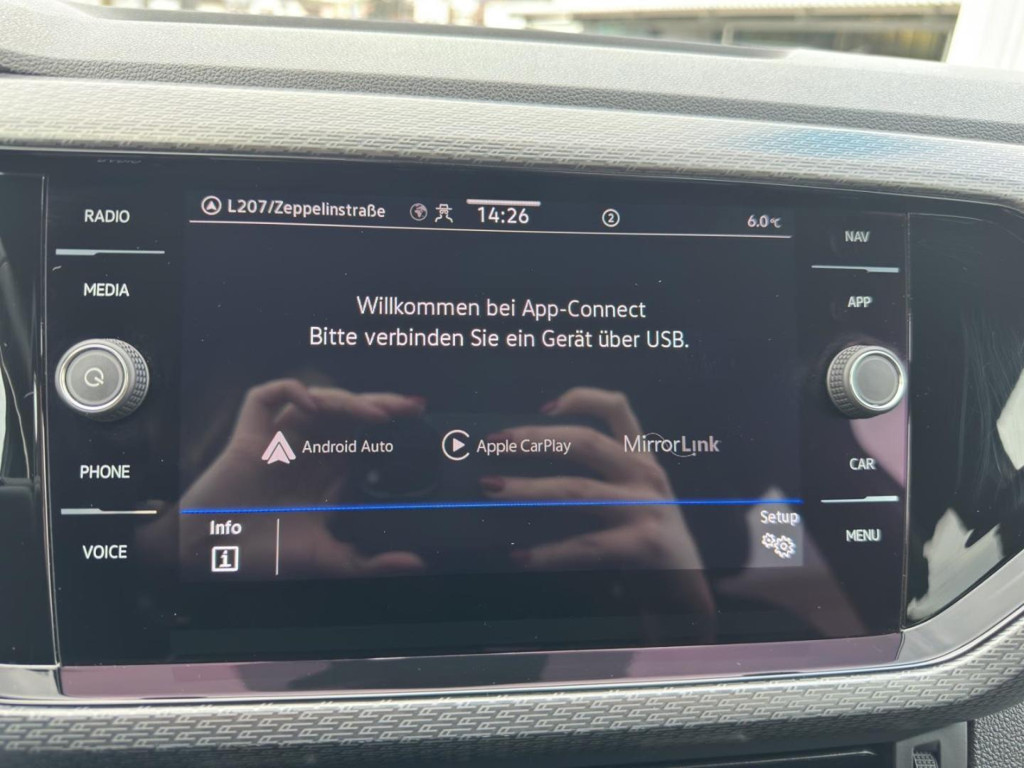 RADIO
MEDIA
PHONE
VOICE
L207/Zeppelinstraße
14:26
2
6.0°C
Willkommen bei App-Connect
Bitte verbinden Sie ein Gerät über USB.
Android Auto
Apple CarPlay
MirrorLink
Info
i
Setup
NAV
APP
CAR
MENU